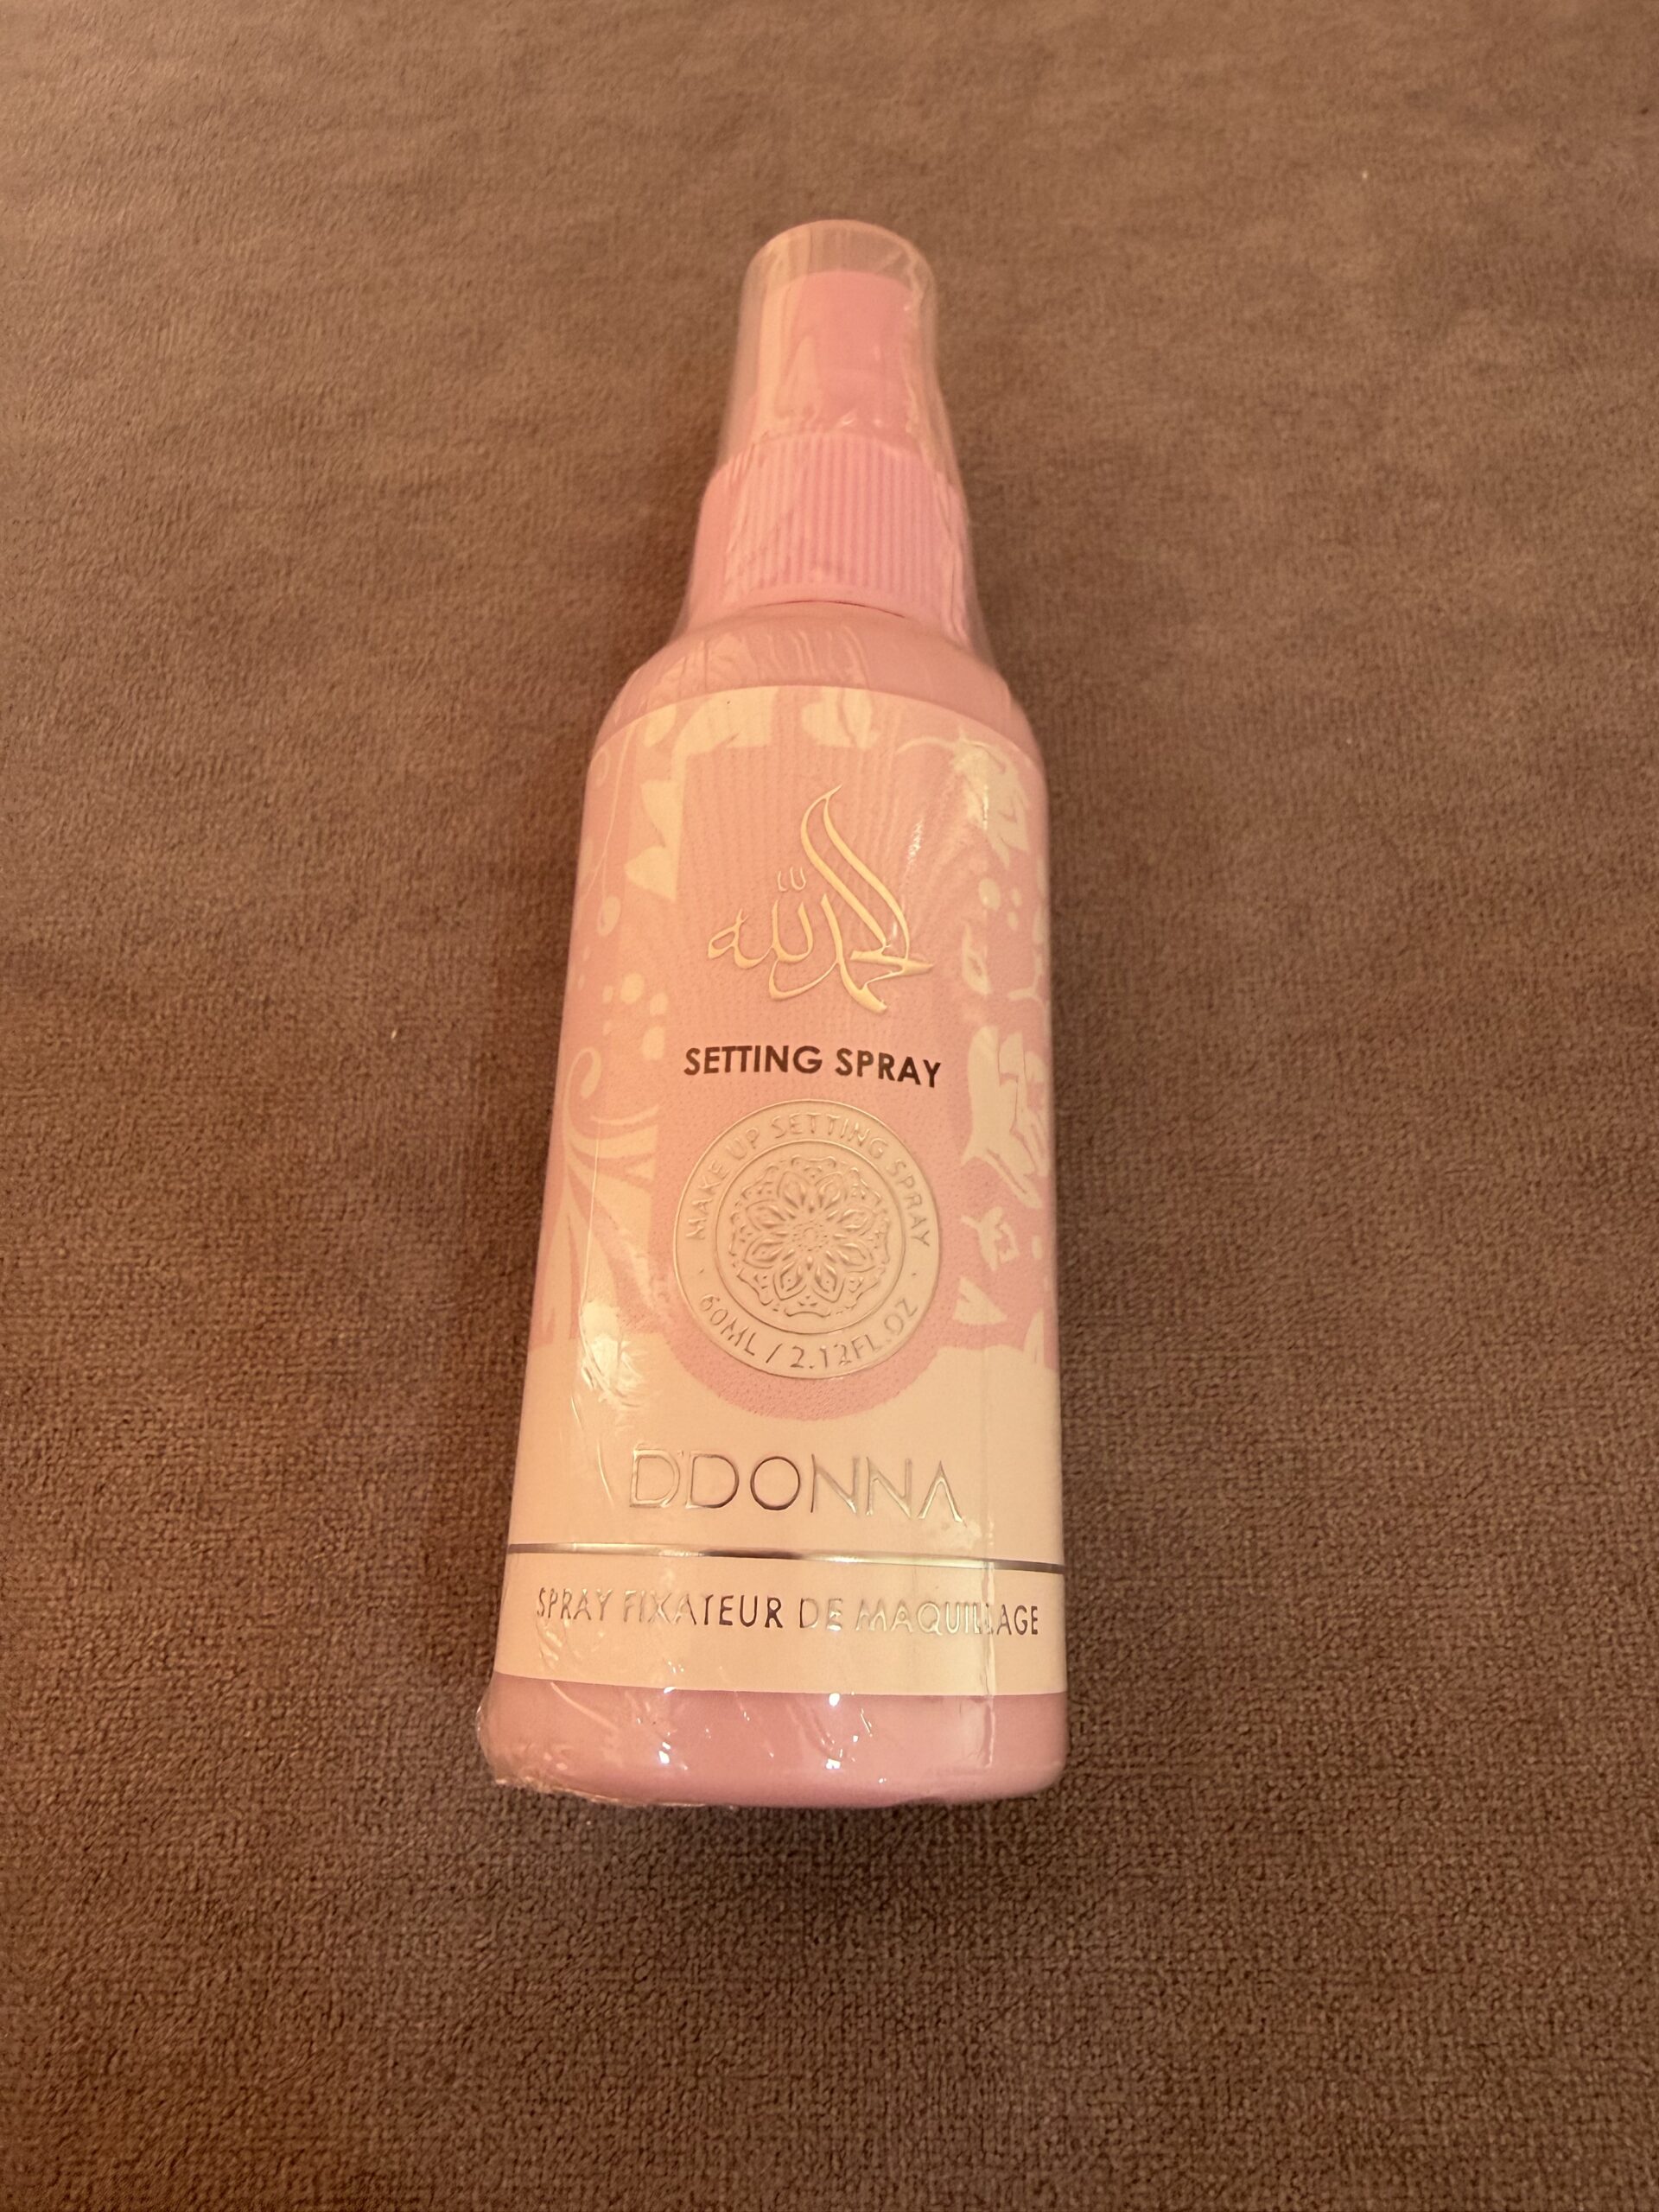 الحمد لله
SETTING SPRAY
MAKE UP SETTING SPRAY
· 60ML / 2.12FL.OZ ·
D'DONNA
SPRAY FIXATEUR DE MAQUILLAGE